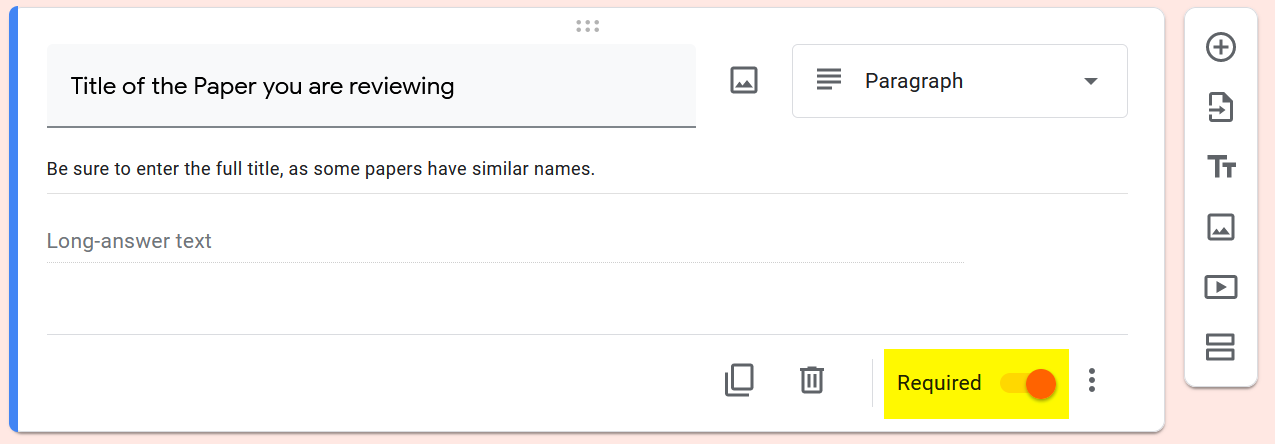 Title of the Paper you are reviewing
Paragraph
Be sure to enter the full title, as some papers have similar names.
Long-answer text
Required